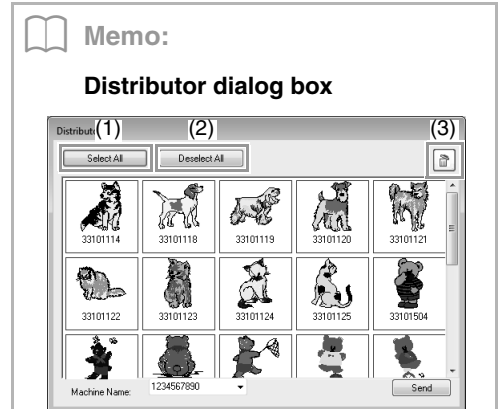 Memo:
Distributor dialog box
(1) (2) (3)
Distribut
Select All Deselect All
33101114 33101118 33101119 33101120 33101121
33101122 33101123 33101124 33101125 33101504
Machine Name: 1234567890 Send